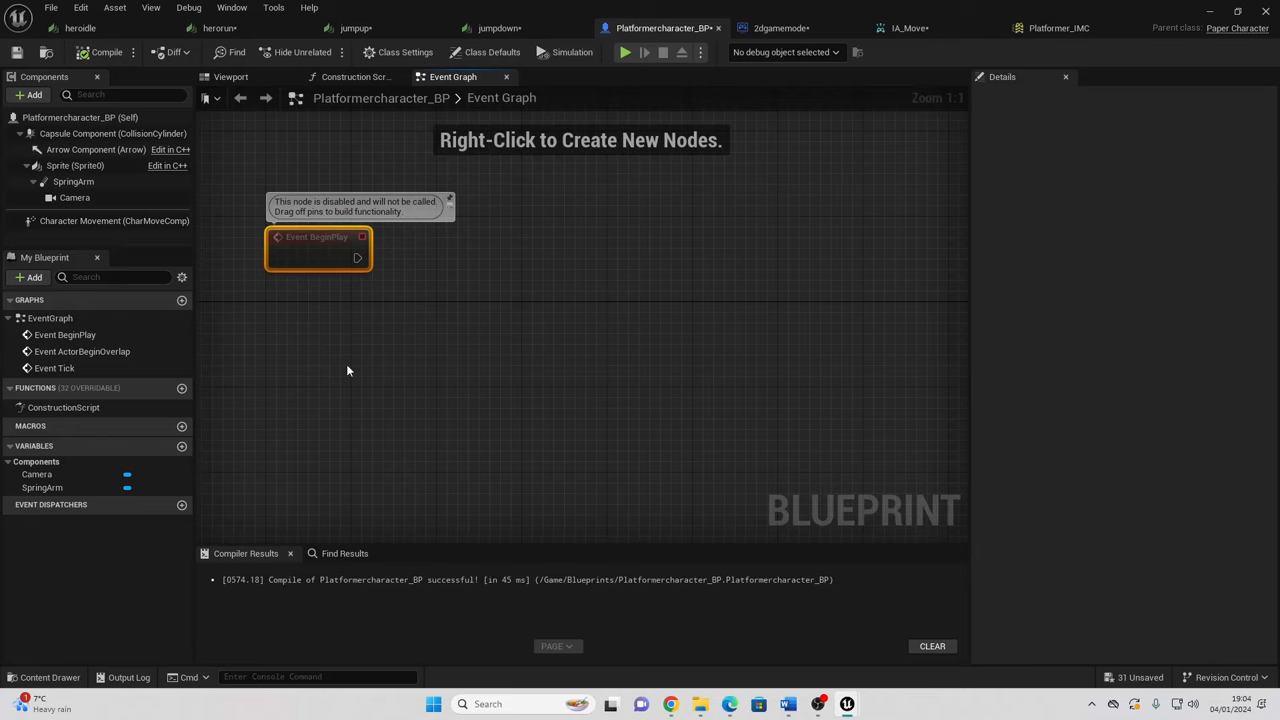 File Edit Asset View Debug Window Tools Help
heroidle
herorun*
jumpup*
jumpdown*
Platformercharacter_BP*
2dgamemode*
IA_Move*
Platformer_IMC
Parent class: Paper Character
Compile
Diff
Find
Hide Unrelated
Class Settings
Class Defaults
Simulation
No debug object selected
Components
Viewport
Construction Scr...
Event Graph
Details
Add
Search
Platformercharacter_BP > Event Graph
Zoom 1:1
Platformercharacter_BP (Self)
Capsule Component (CollisionCylinder)
Arrow Component (Arrow) Edit in C++
Sprite (Sprite0) Edit in C++
SpringArm
Camera
Character Movement (CharMoveComp)
Right-Click to Create New Nodes.
This node is disabled and will not be called.
Drag off pins to build functionality.
Event BeginPlay
My Blueprint
Add
Search
GRAPHS
EventGraph
Event BeginPlay
Event ActorBeginOverlap
Event Tick
FUNCTIONS (32 OVERRIDABLE)
ConstructionScript
MACROS
VARIABLES
Components
Camera
SpringArm
EVENT DISPATCHERS
BLUEPRINT
Compiler Results
Find Results
[0574.18] Compile of Platformercharacter_BP successful! [in 45 ms] (/Game/Blueprints/Platformercharacter_BP.Platformercharacter_BP)
PAGE
CLEAR
Content Drawer
Output Log
Cmd
Enter Console Command
31 Unsaved
Revision Control
1
7°C
Heavy rain
Search
19:04
04/01/2024